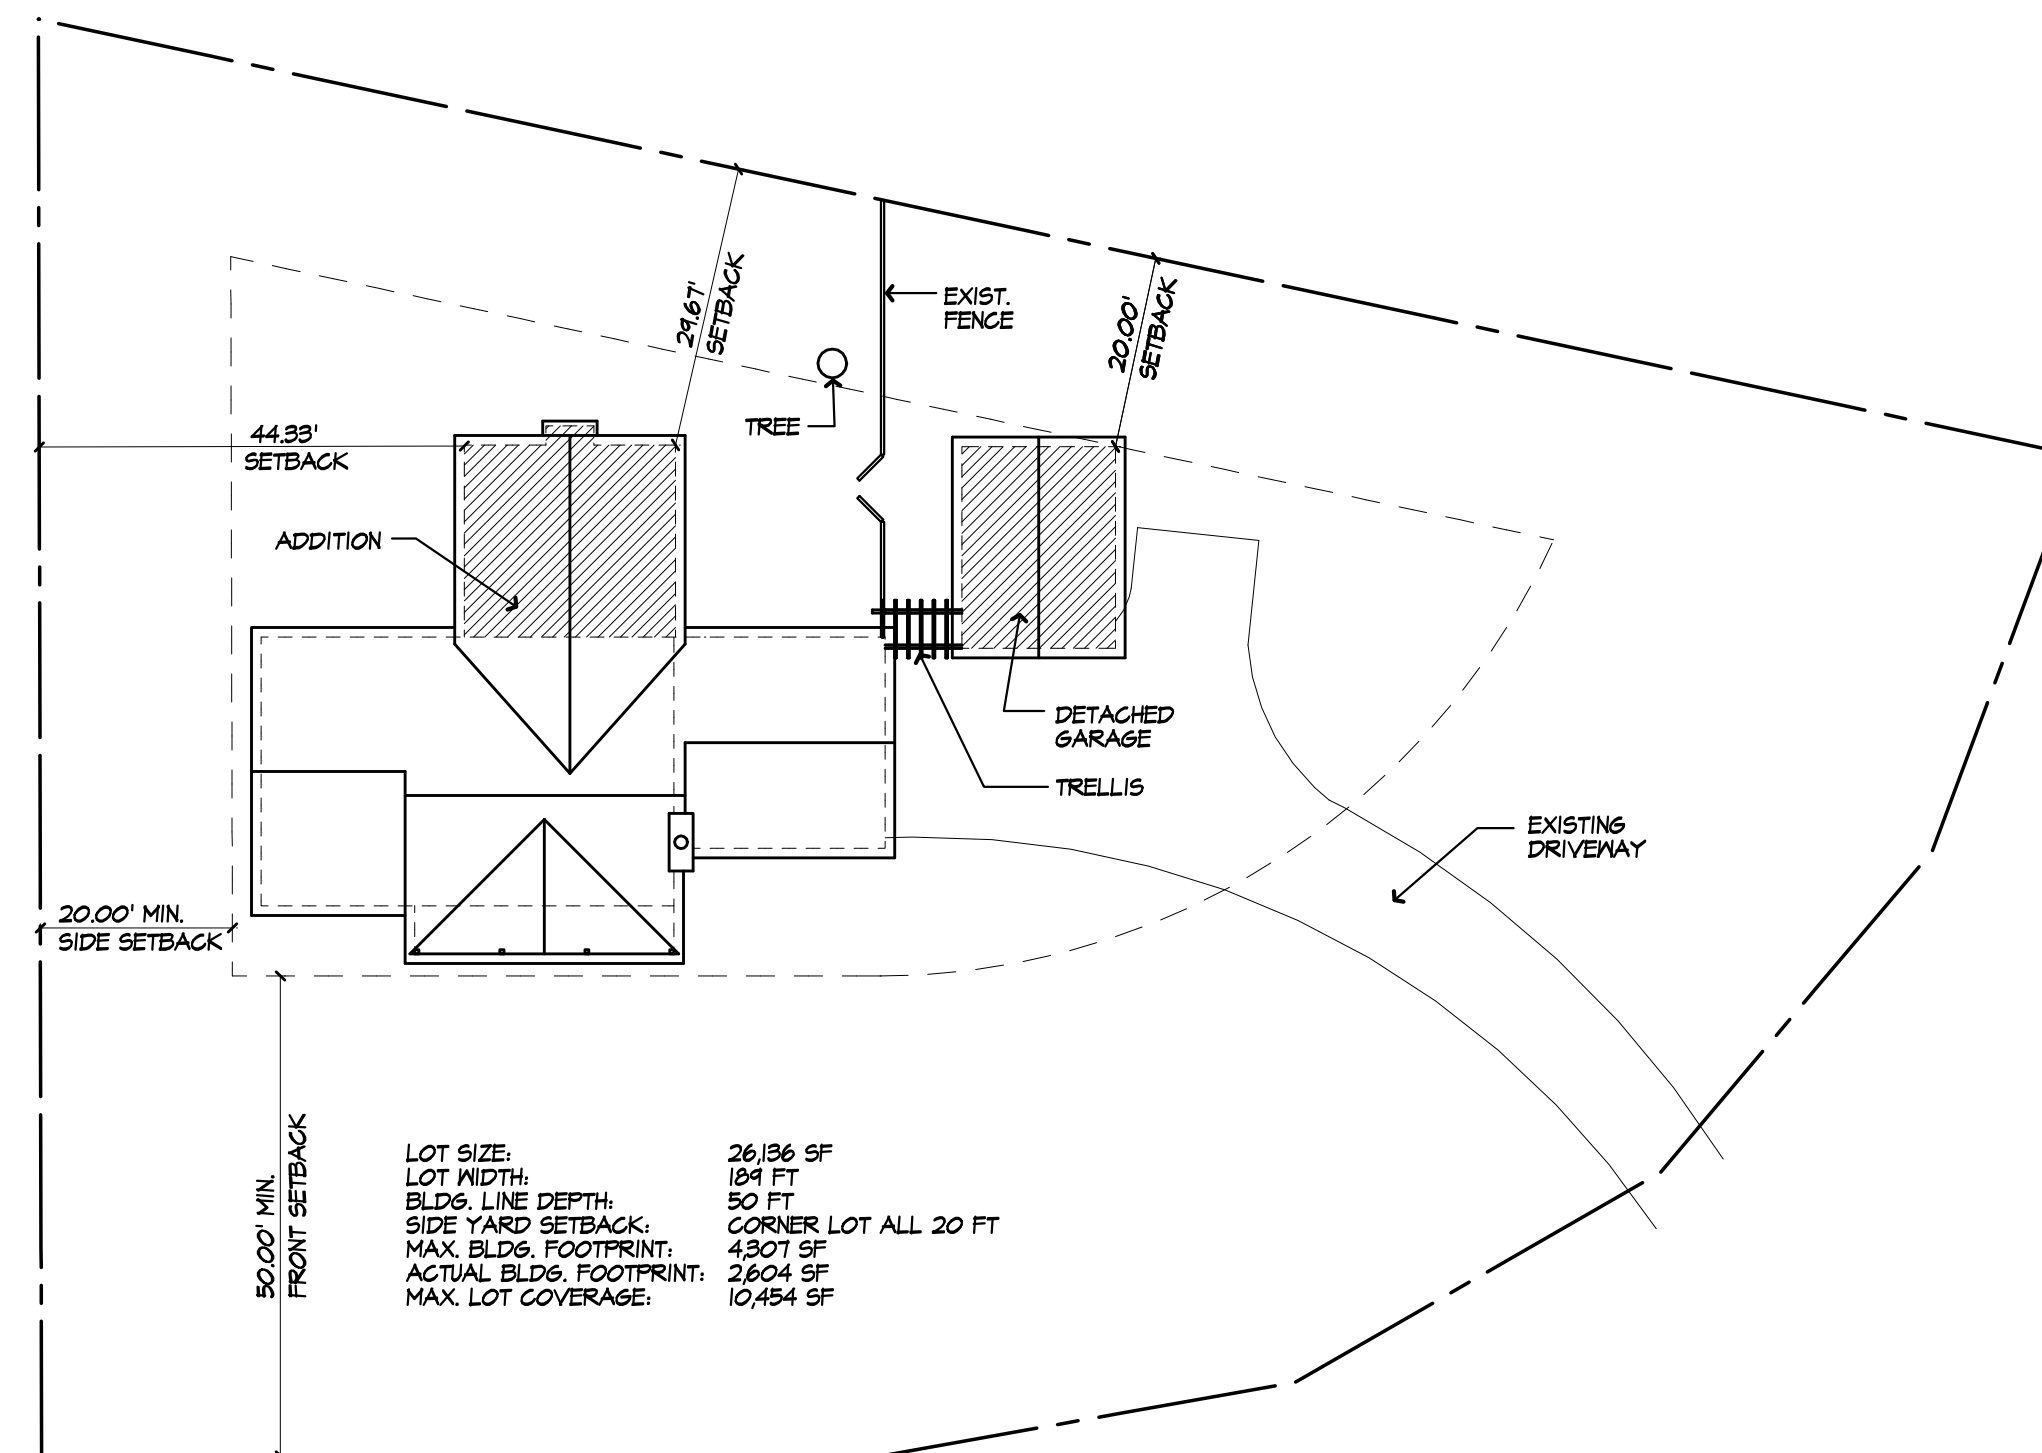 29.67'
SETBACK
EXIST.
FENCE
20.00'
SETBACK
TREE
44.33'
SETBACK
ADDITION
DETACHED
GARAGE
TRELLIS
EXISTING
DRIVEWAY
20.00' MIN.
SIDE SETBACK
50.00' MIN.
FRONT SETBACK
LOT SIZE: 26,136 SF
LOT WIDTH: 189 FT
BLDG. LINE DEPTH: 50 FT
SIDE YARD SETBACK: CORNER LOT ALL 20 FT
MAX. BLDG. FOOTPRINT: 4,307 SF
ACTUAL BLDG. FOOTPRINT: 2,604 SF
MAX. LOT COVERAGE: 10,454 SF